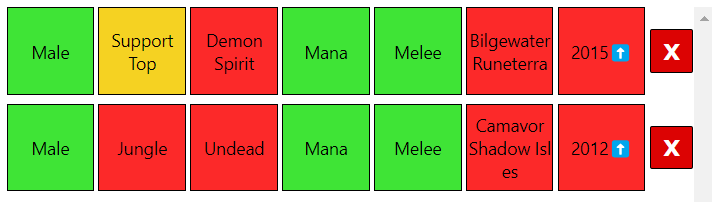 Male
Support
Top
Demon
Spirit
Mana
Melee
Bilgewater
Runeterra
2015⬆️
X
Male
Jungle
Undead
Mana
Melee
Camavor
Shadow Isl
es
2012⬆️
X